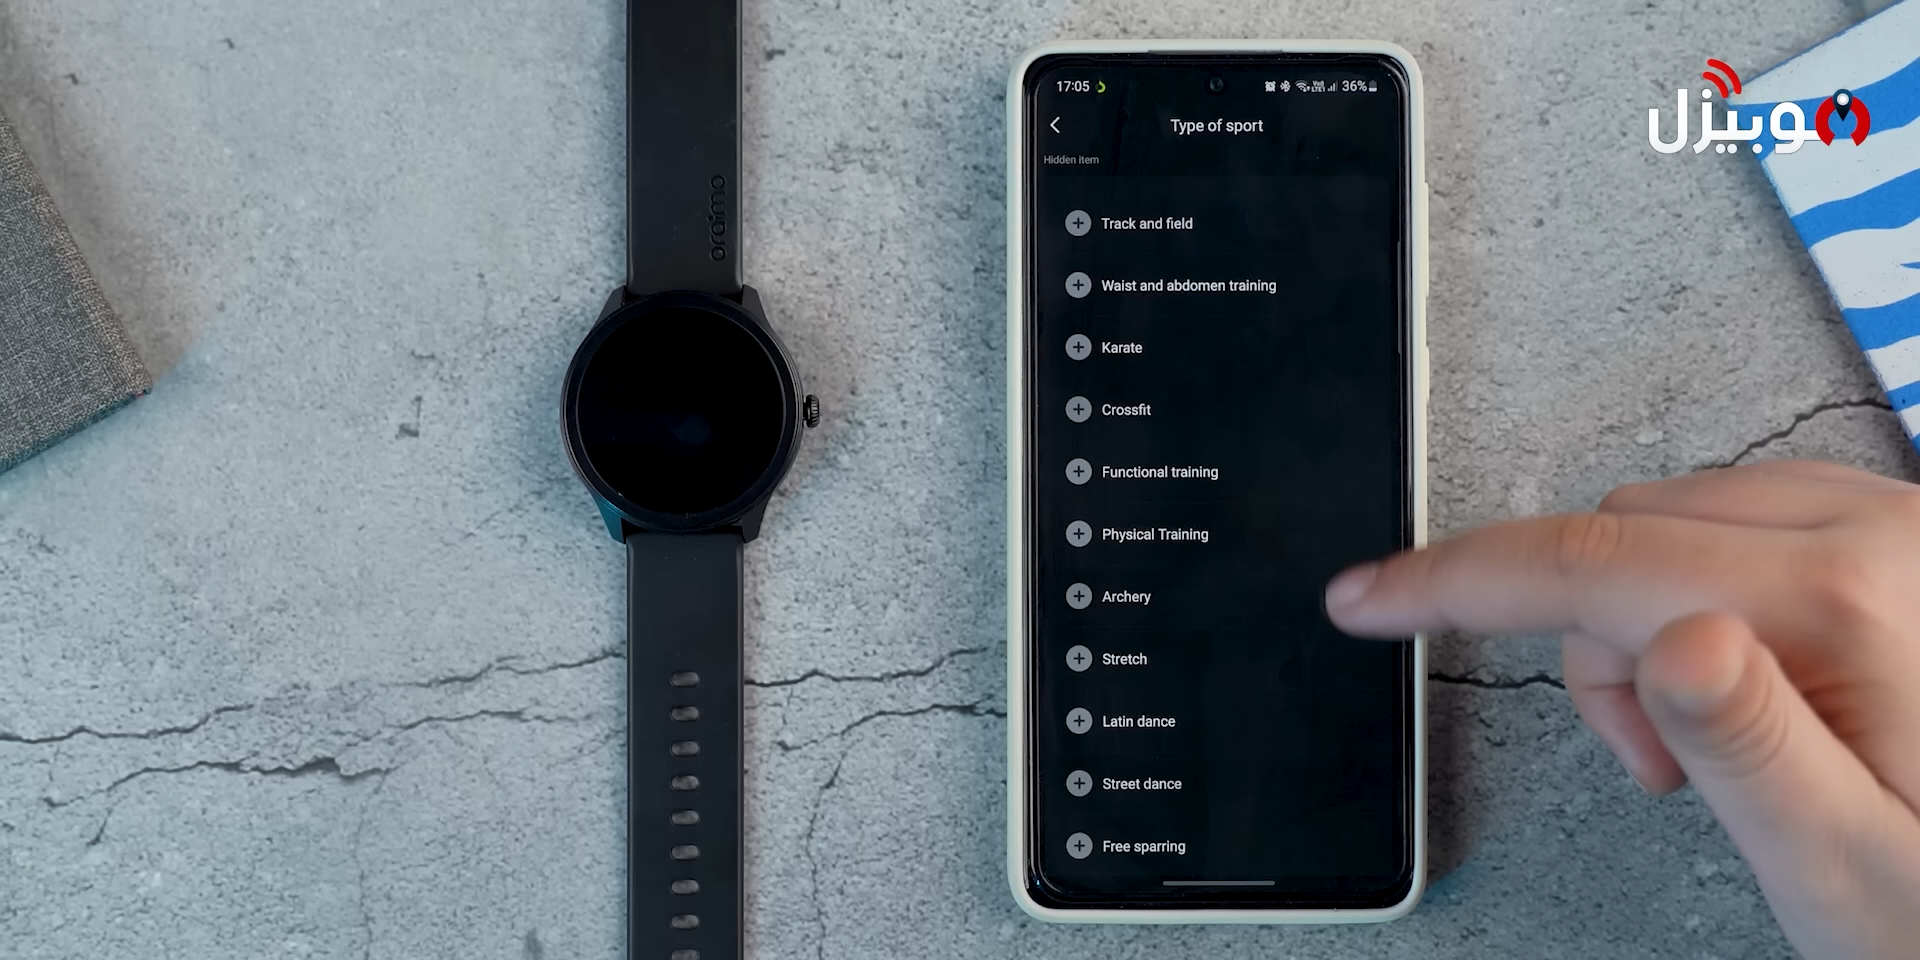 oraimo
17:05
36%
Type of sport
Hidden item
Track and field
Waist and abdomen training
Karate
Crossfit
Functional training
Physical Training
Archery
Stretch
Latin dance
Street dance
Free sparring
موبيزل